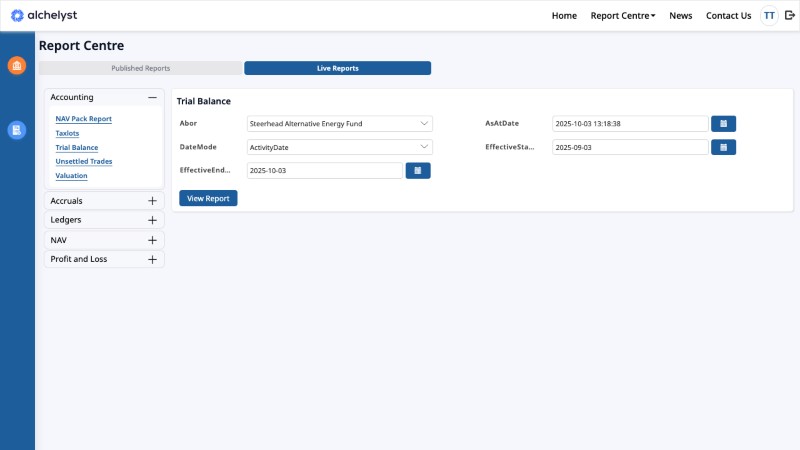 alchelyst
Home Report Centre News Contact Us TT
Report Centre
Published Reports Live Reports
Accounting
NAV Pack Report
Taxlots
Trial Balance
Unsettled Trades
Valuation
Accruals
Ledgers
NAV
Profit and Loss
Trial Balance
Abor Steerhead Alternative Energy Fund AsAtDate 2025-10-03 13:18:38
DateMode ActivityDate EffectiveSta... 2025-09-03
EffectiveEnd... 2025-10-03
View Report